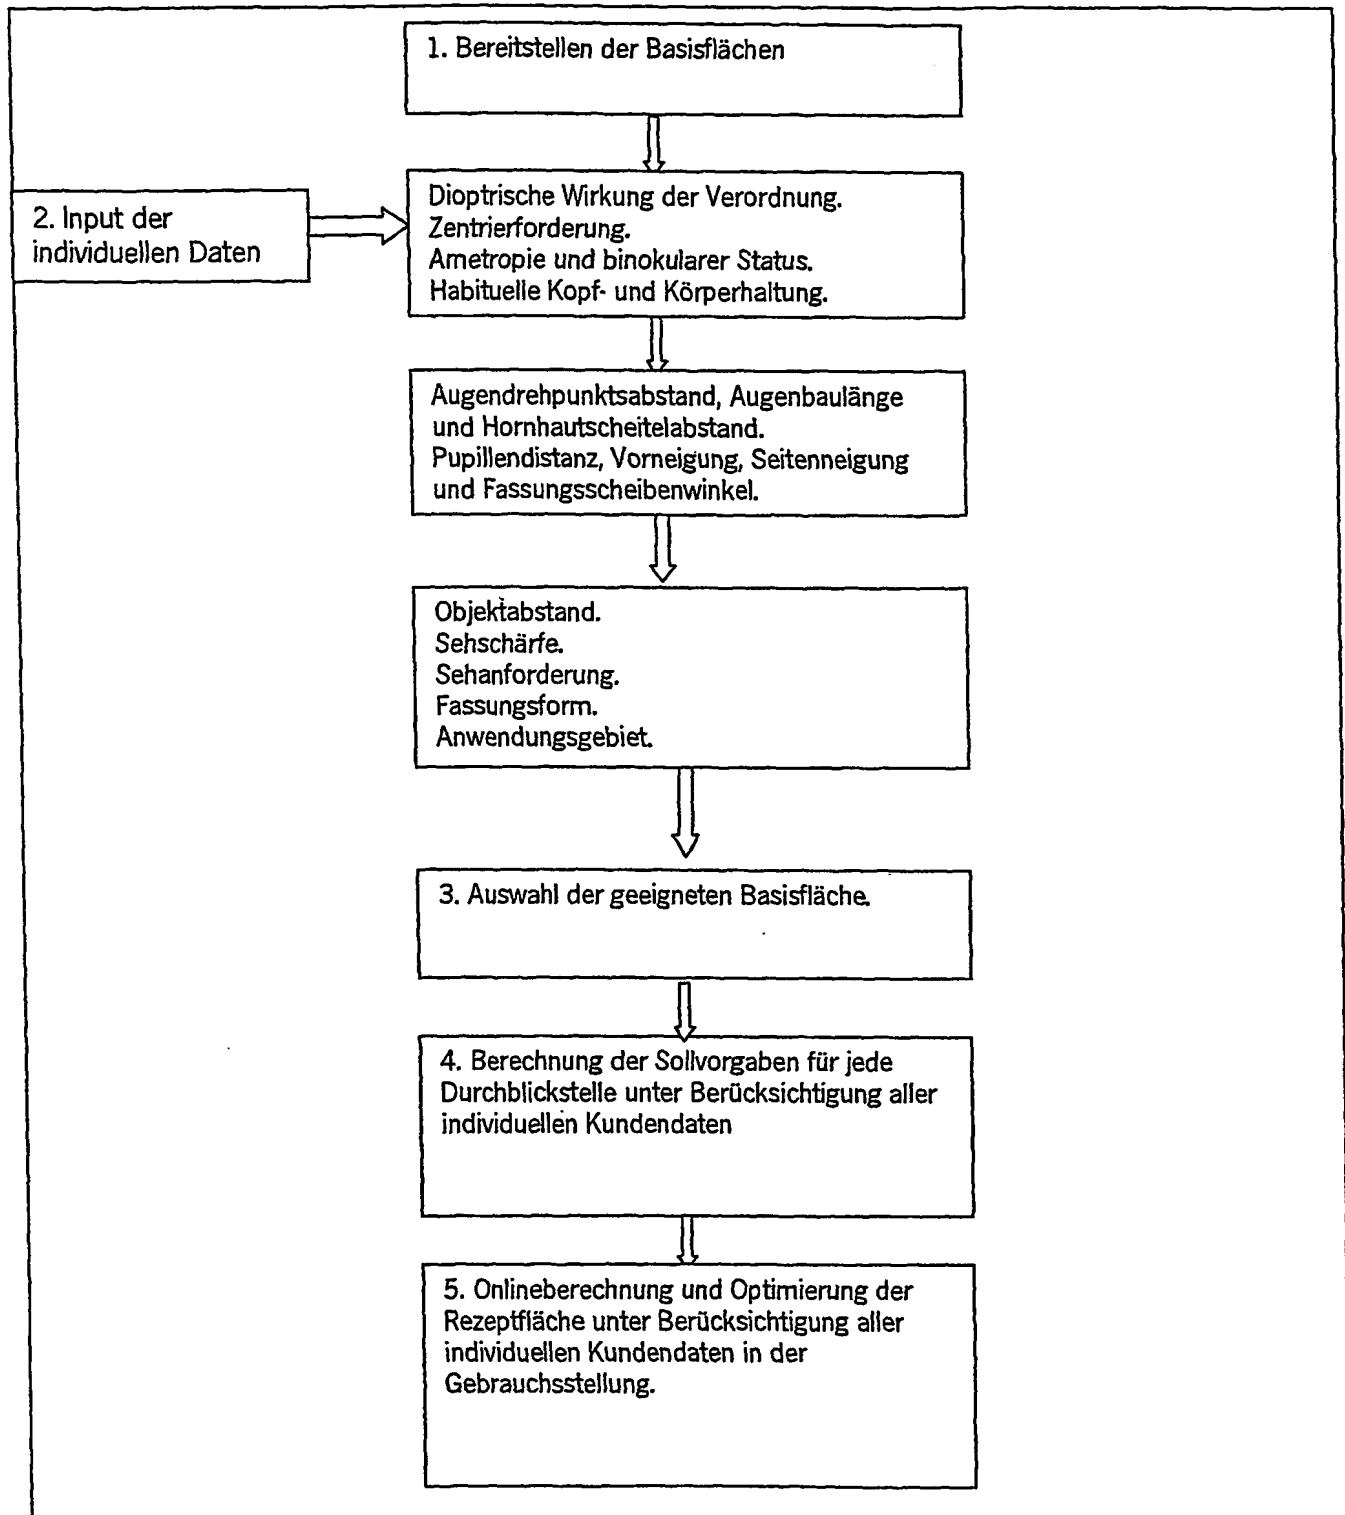 1. Bereitstellen der Basisflächen
2. Input der
individuellen Daten
Dioptrische Wirkung der Verordnung.
Zentrierforderung.
Ametropie und binokularer Status.
Habituelle Kopf- und Körperhaltung.
Augendrehpunktsabstand, Augenbaulänge
und Hornhautscheitelabstand.
Pupillendistanz, Vorneigung, Seitenneigung
und Fassungsscheibenwinkel.
Objektabstand.
Sehschärfe.
Sehanforderung.
Fassungsform.
Anwendungsgebiet.
3. Auswahl der geeigneten Basisfläche.
4. Berechnung der Sollvorgaben für jede
Durchblickstelle unter Berücksichtigung aller
individuellen Kundendaten
5. Onlineberechnung und Optimierung der
Rezeptfläche unter Berücksichtigung aller
individuellen Kundendaten in der
Gebrauchsstellung.